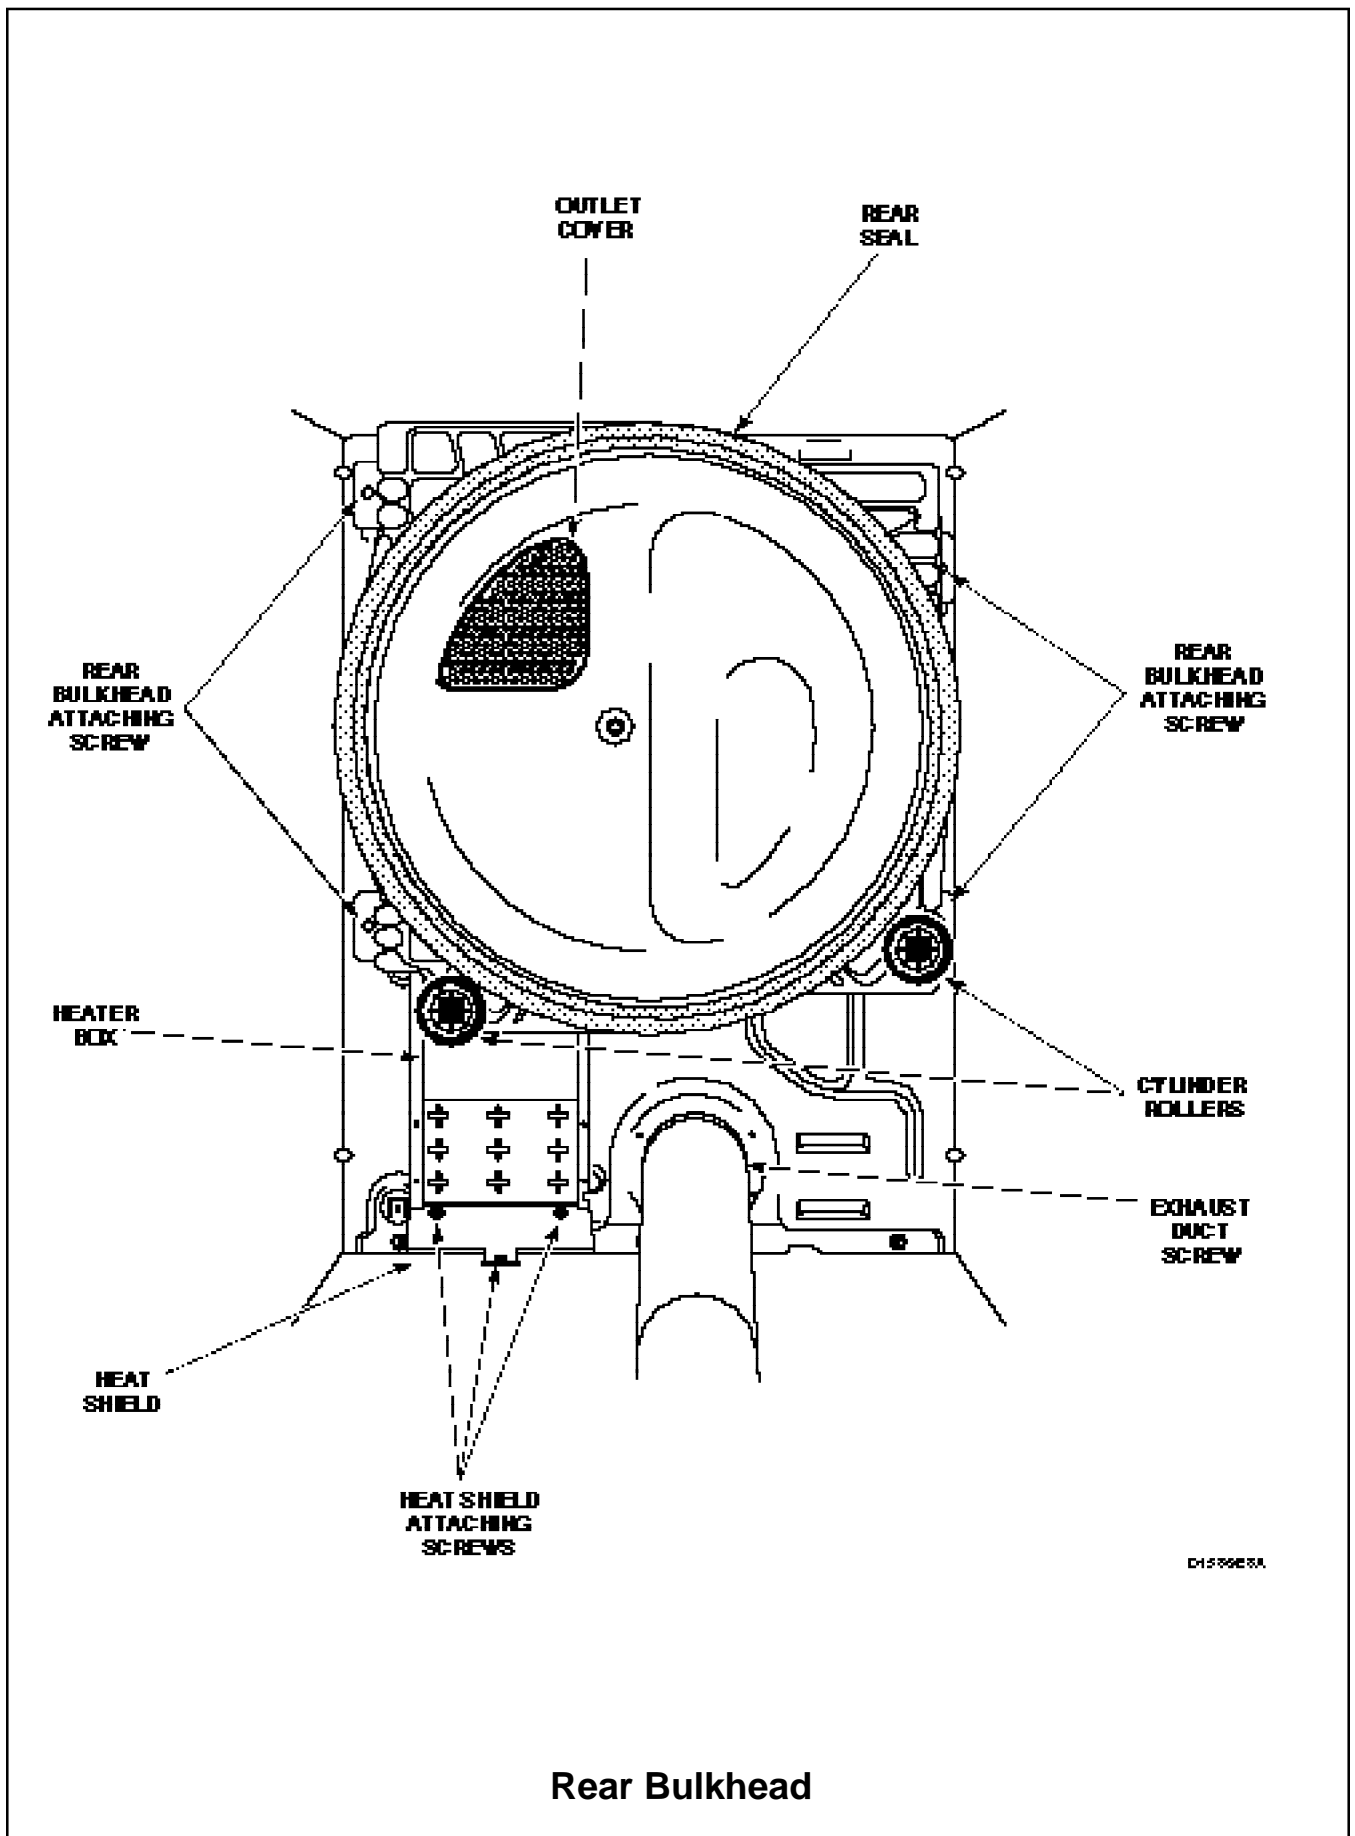 OUTLET
COVER
REAR
SEAL
REAR
BULKHEAD
ATTACHING
SCREW
REAR
BULKHEAD
ATTACHING
SCREW
HEATER
BOX
CYLINDER
ROLLERS
EXHAUST
DUCT
SCREW
HEAT
SHIELD
HEAT SHIELD
ATTACHING
SCREWS
Rear Bulkhead